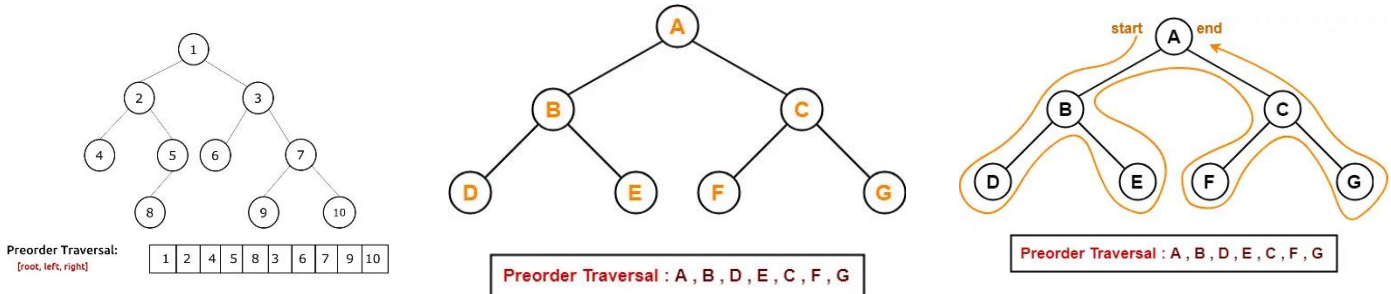 1
2 3
4 5 6 7
8 9 10
Preorder Traversal:
[root, left, right]
1 2 4 5 8 3 6 7 9 10
A
B C
D E F G
Preorder Traversal : A , B , D , E , C , F , G
start A end
B C
D E F G
Preorder Traversal : A , B , D , E , C , F , G